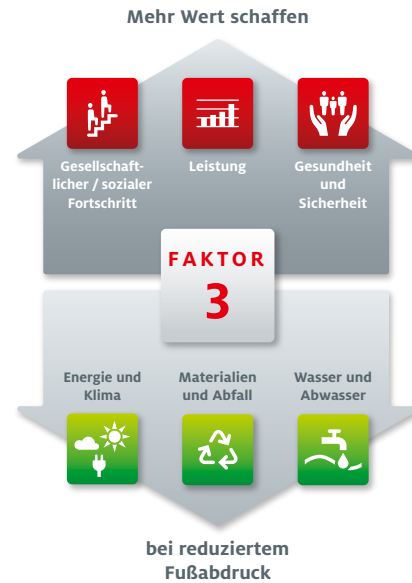 Mehr Wert schaffen
Gesellschaft-
licher / sozialer
Fortschritt
Leistung
Gesundheit
und
Sicherheit
FAKTOR
3
Energie und
Klima
Materialien
und Abfall
Wasser und
Abwasser
bei reduziertem
Fußabdruck